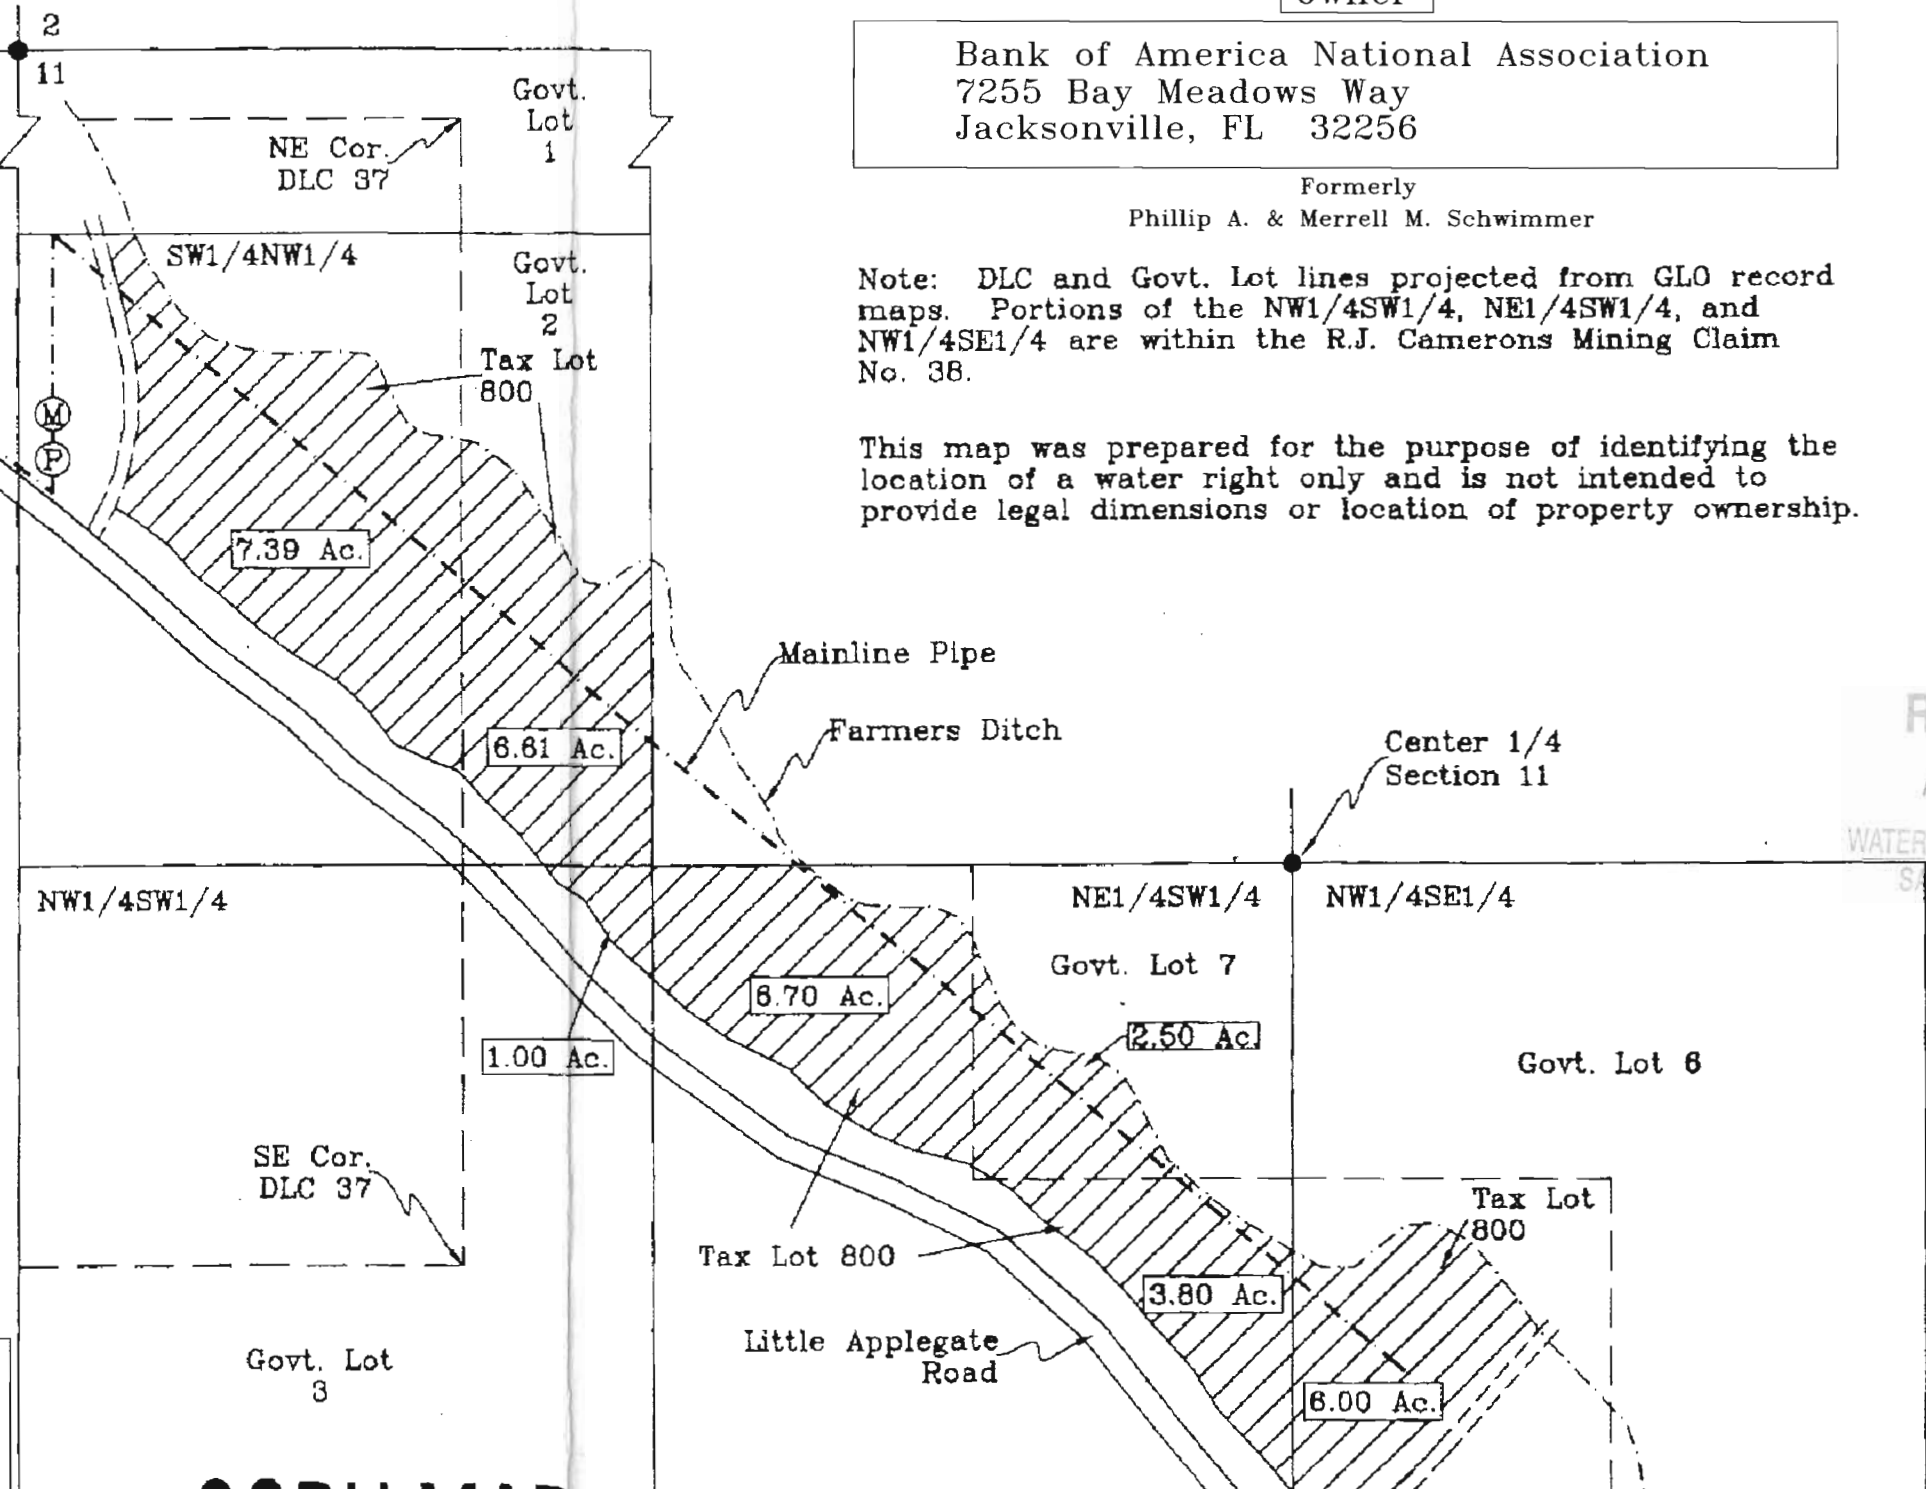 2
11
Owner
Bank of America National Association
7255 Bay Meadows Way
Jacksonville, FL 32256
Formerly
Phillip A. & Merrell M. Schwimmer
Note: DLC and Govt. Lot lines projected from GLO record
maps. Portions of the NW1/4SW1/4, NE1/4SW1/4, and
NW1/4SE1/4 are within the R.J. Camerons Mining Claim
No. 38.
This map was prepared for the purpose of identifying the
location of a water right only and is not intended to
provide legal dimensions or location of property ownership.
Govt.
Lot
1
NE Cor.
DLC 37
SW1/4NW1/4
Govt.
Lot
2
Tax Lot
800
M
P
7.39 Ac.
6.61 Ac.
Mainline Pipe
Farmers Ditch
Center 1/4
Section 11
WATER
NW1/4SW1/4
NE1/4SW1/4
NW1/4SE1/4
Govt. Lot 7
6.70 Ac.
2.50 Ac.
1.00 Ac.
Govt. Lot 6
SE Cor.
DLC 37
Tax Lot
800
Tax Lot 800
3.80 Ac.
Little Applegate
Road
Govt. Lot
3
6.00 Ac.